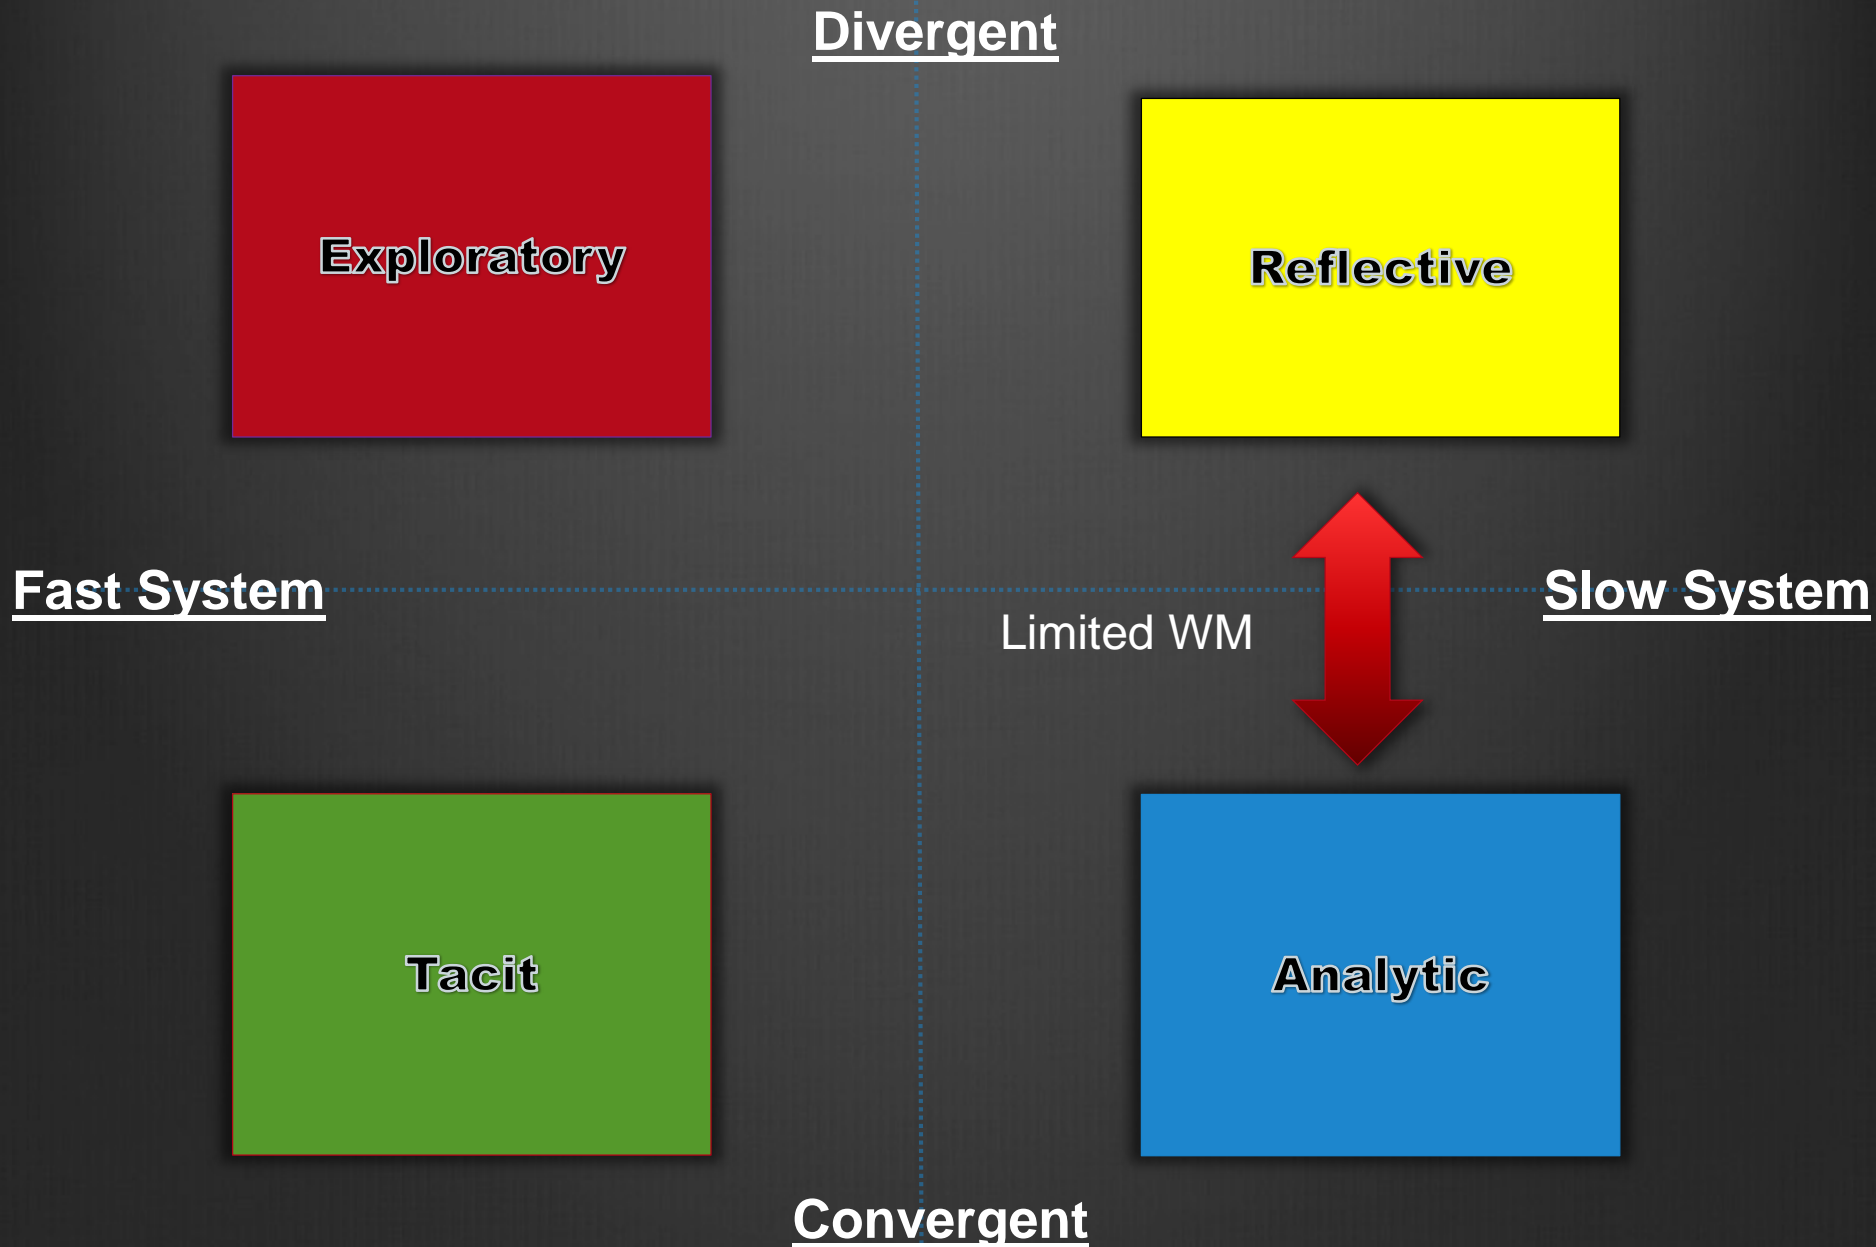 Divergent
Exploratory
Reflective
Fast System
Slow System
Limited WM
Tacit
Analytic
Convergent